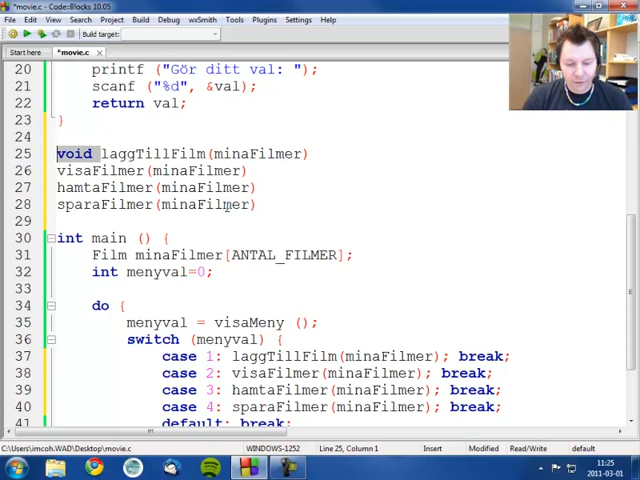 *movie.c - Code::Blocks 10.05
File Edit View Search Project Build Debug wxSmith Tools Plugins Settings Help
Build target:
Start here *movie.c
20 printf ("Gör ditt val: ");
21 scanf ("%d", &val);
22 return val;
23 }
24
25 void laggTillFilm(minaFilmer)
26 visaFilmer(minaFilmer)
27 hamtaFilmer(minaFilmer)
28 sparaFilmer(minaFilmer)
29
30 int main () {
31 Film minaFilmer[ANTAL_FILMER];
32 int menyval=0;
33
34 do {
35 menyval = visaMeny ();
36 switch (menyval) {
37 case 1: laggTillFilm(minaFilmer); break;
38 case 2: visaFilmer(minaFilmer); break;
39 case 3: hamtaFilmer(minaFilmer); break;
40 case 4: sparaFilmer(minaFilmer); break;
41 default: break;
C:\Users\imcoh.WAD\Desktop\movie.c WINDOWS-1252 Line 25, Column 1 Insert Modified Read/Write default
11:25
2011-03-01